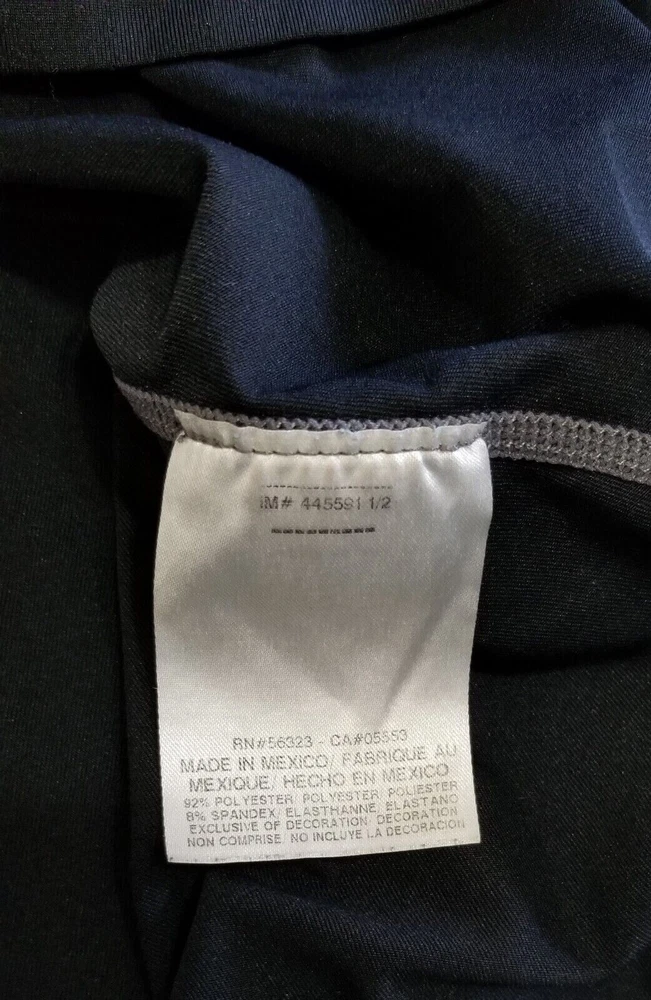 IM# 445591 1/2
RN#56323 - CA#05553
MADE IN MEXICO/ FABRIQUE AU
MEXIQUE/ HECHO EN MEXICO
92% POLYESTER/ POLYESTER/ POLIESTER
8% SPANDEX/ ELASTHANNE/ ELASTANO
EXCLUSIVE OF DECORATION/ DECORATION
NON COMPRISE/ NO INCLUYE LA DECORACION